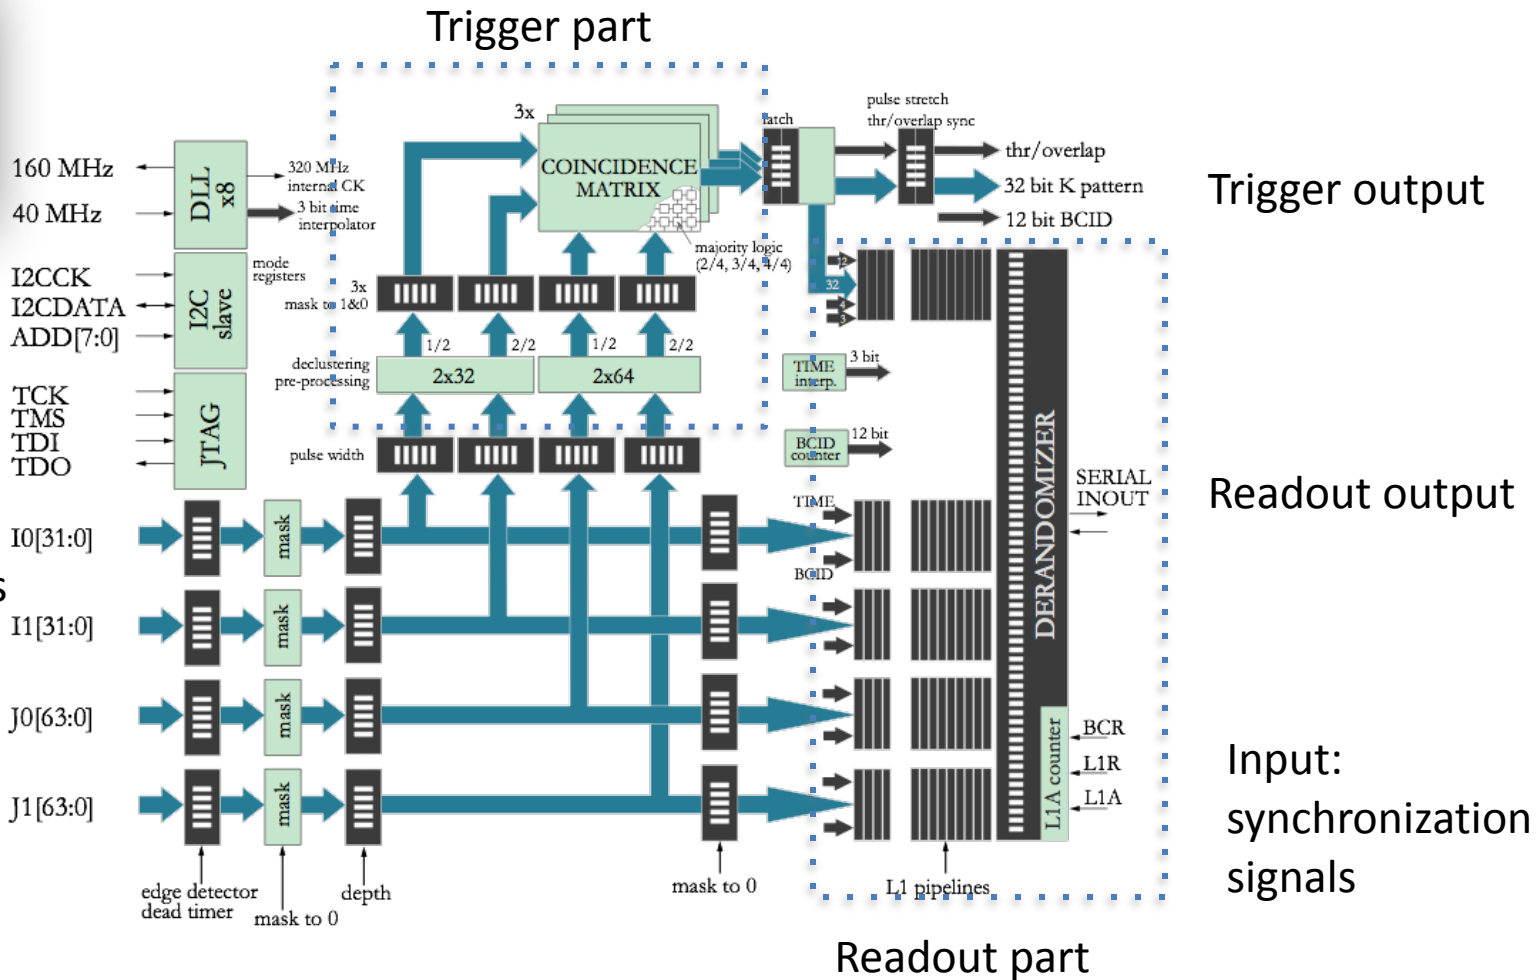 Trigger part
3x
COINCIDENCE
MATRIX
majority logic
(2/4, 3/4, 4/4)
latch
pulse stretch
thr/overlap sync
thr/overlap
32 bit K pattern
12 bit BCID
Trigger output
160 MHz
40 MHz
DLL
x8
320 MHz
internal CK
3 bit time
interpolator
I2CCK
I2CDATA
ADD[7:0]
I2C
slave
mode
registers
TCK
TMS
TDI
TDO
JTAG
3x
mask to 1&0
1/2
2/2
1/2
2/2
declustering
pre-processing
2x32
2x64
pulse width
12
32
4
3
TIME
interp.
3 bit
BCID
counter
12 bit
I0[31:0]
mask
TIME
BCID
s
I1[31:0]
mask
J0[63:0]
mask
J1[63:0]
mask
edge detector
dead timer
mask to 0
depth
mask to 0
L1 pipelines
DERANDOMIZER
SERIAL
INOUT
Readout output
L1A counter
BCR
L1R
L1A
Input:
synchronization
signals
Readout part